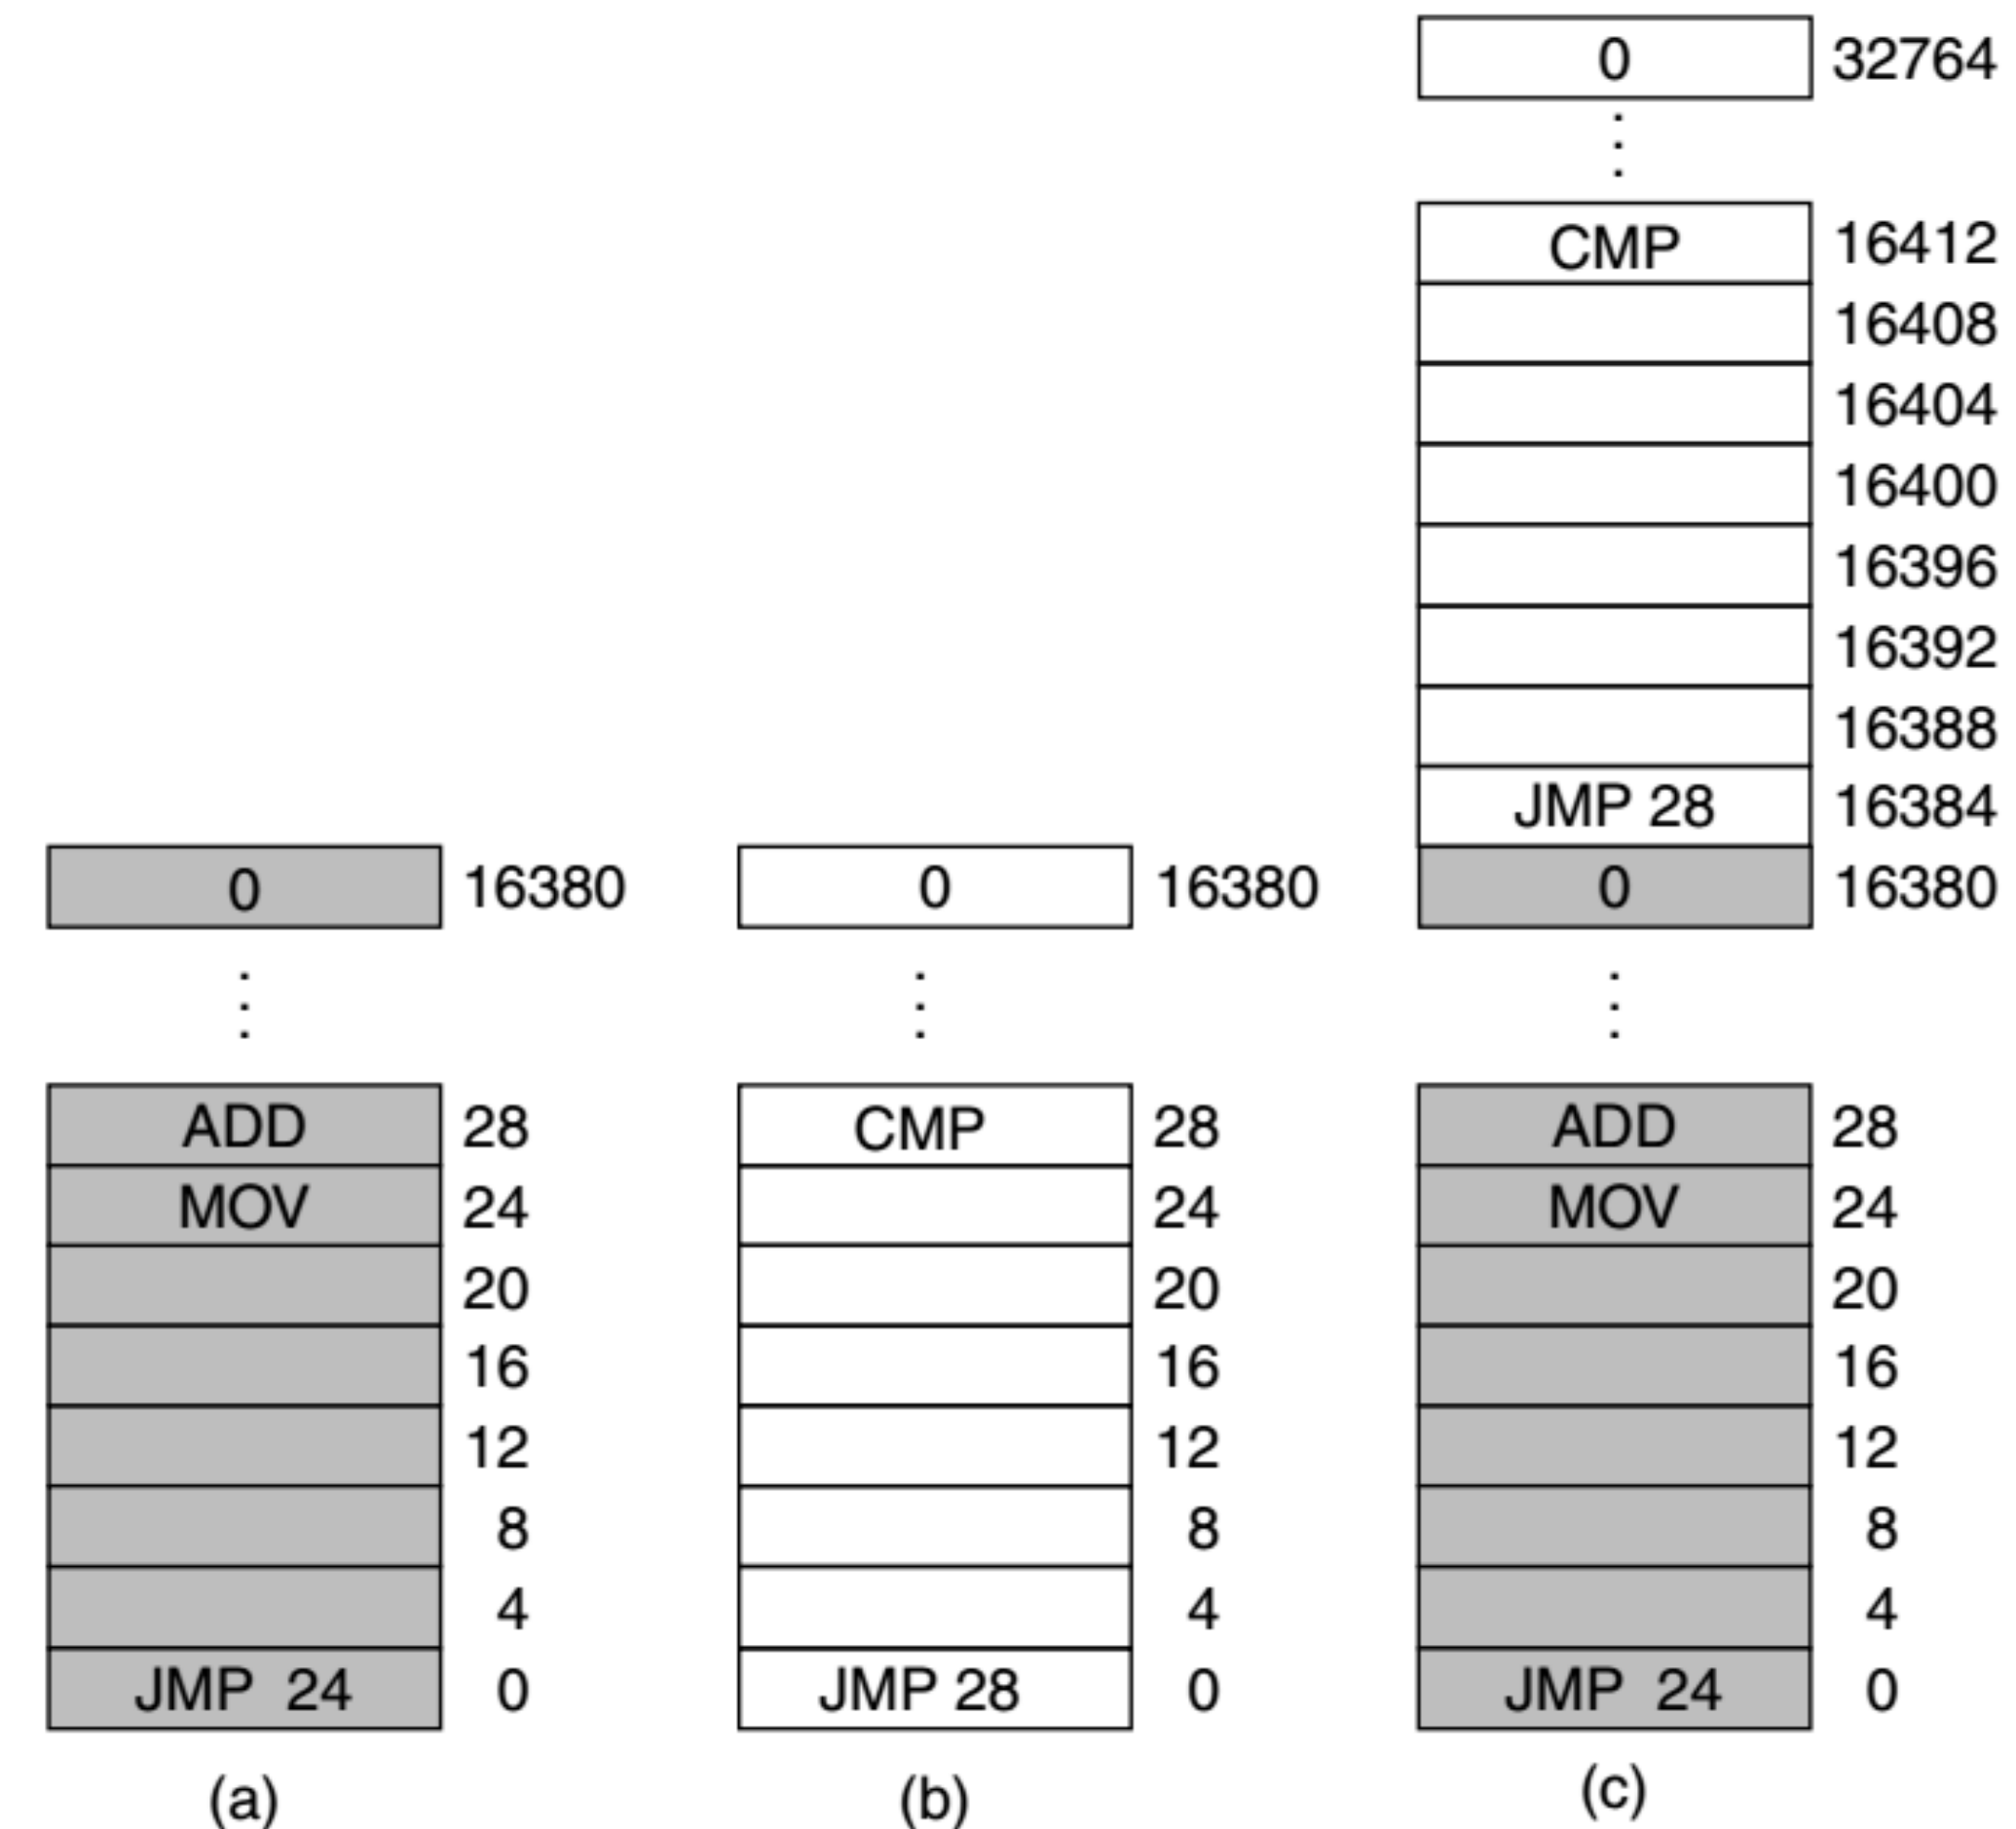 0 32764
CMP 16412
16408
16404
16400
16396
16392
16388
JMP 28 16384
0 16380 0 16380 0 16380
ADD 28 CMP 28 ADD 28
MOV 24 24 MOV 24
20 20 20
16 16 16
12 12 12
8 8 8
4 4 4
JMP 24 0 JMP 28 0 JMP 24 0
(a) (b) (c)